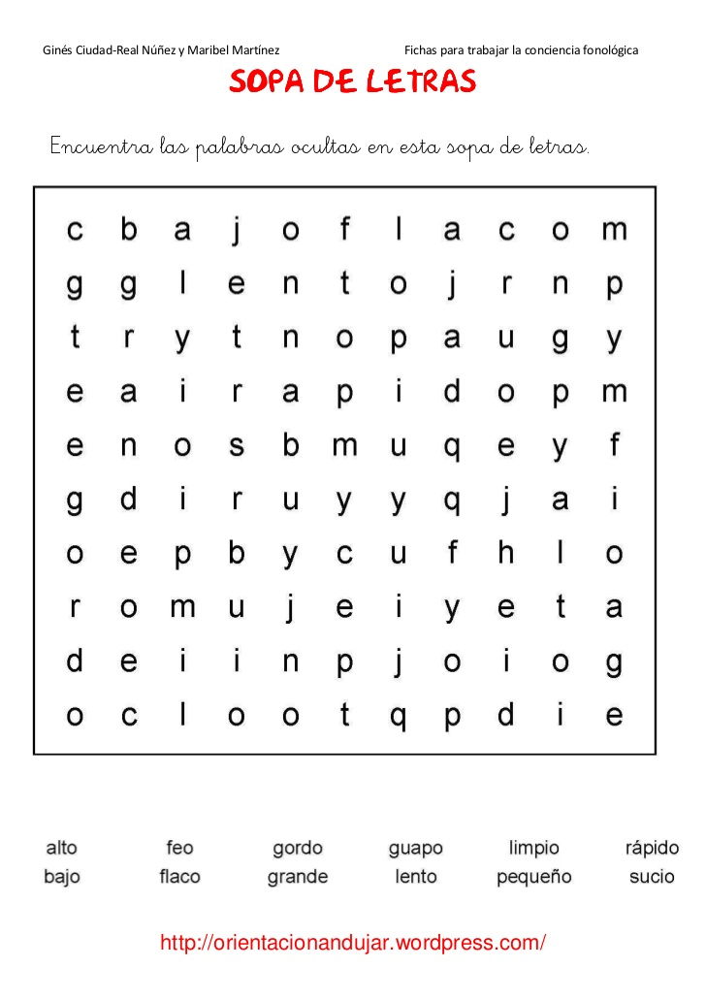 Ginés Ciudad-Real Núñez y Maribel Martínez Fichas para trabajar la conciencia fonológica
SOPA DE LETRAS
Encuentra las palabras ocultas en esta sopa de letras.
c b a j o f l a c o m
g g l e n t o j r n p
t r y t n o p a u g y
e a i r a p i d o p m
e n o s b m u q e y f
g d i r u y y q j a i
o e p b y c u f h l o
r o m u j e i y e t a
d e i i n p j o i o g
o c l o o t q p d i e
alto feo gordo guapo limpio rápido
bajo flaco grande lento pequeño sucio
http://orientacionandujar.wordpress.com/